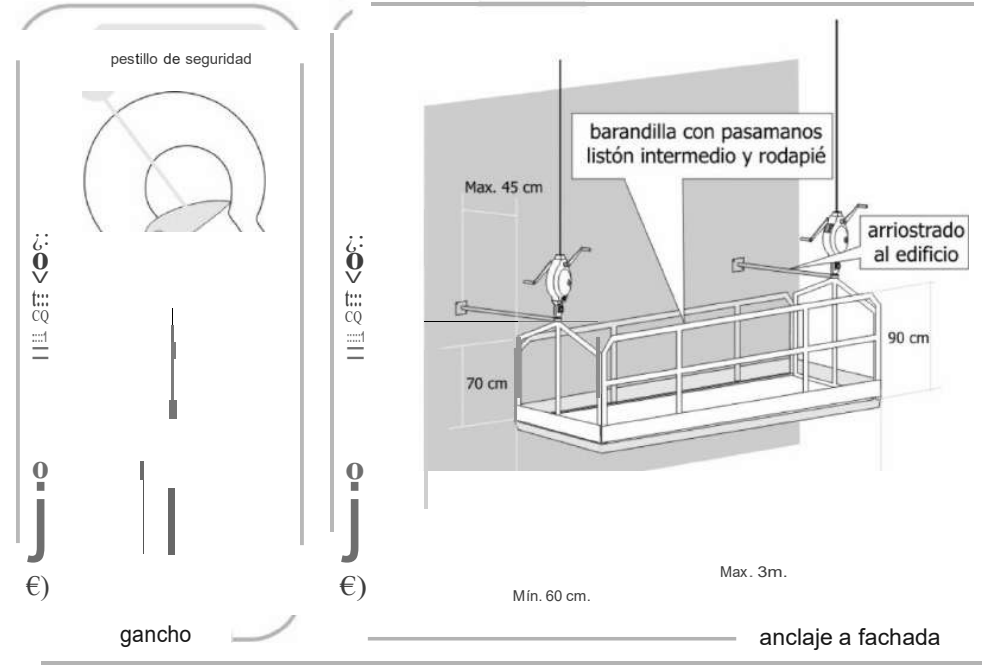 pestillo de seguridad
gancho
barandilla con pasamanos
listón intermedio y rodapié
Max. 45 cm
arriostrado
al edificio
90 cm
70 cm
Max. 3m.
Mín. 60 cm.
anclaje a fachada